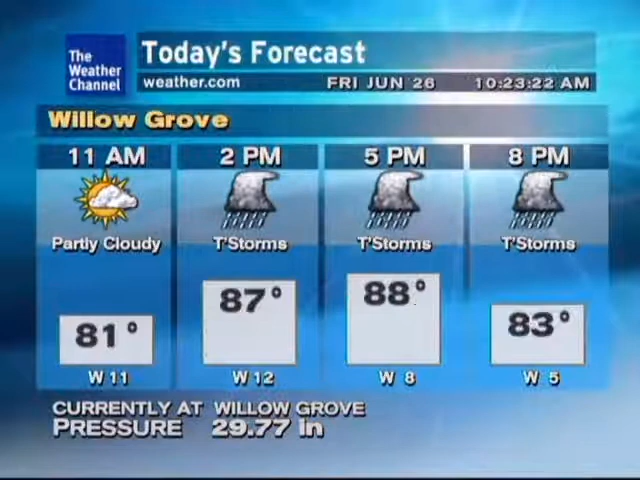 The
Weather
Channel
Today's Forecast
weather.com FRI JUN 26 10:23:22 AM
Willow Grove
11 AM 2 PM 5 PM 8 PM
Partly Cloudy T'Storms T'Storms T'Storms
81° 87° 88° 83°
W 11 W 12 W 8 W 5
CURRENTLY AT WILLOW GROVE
PRESSURE 29.77 in